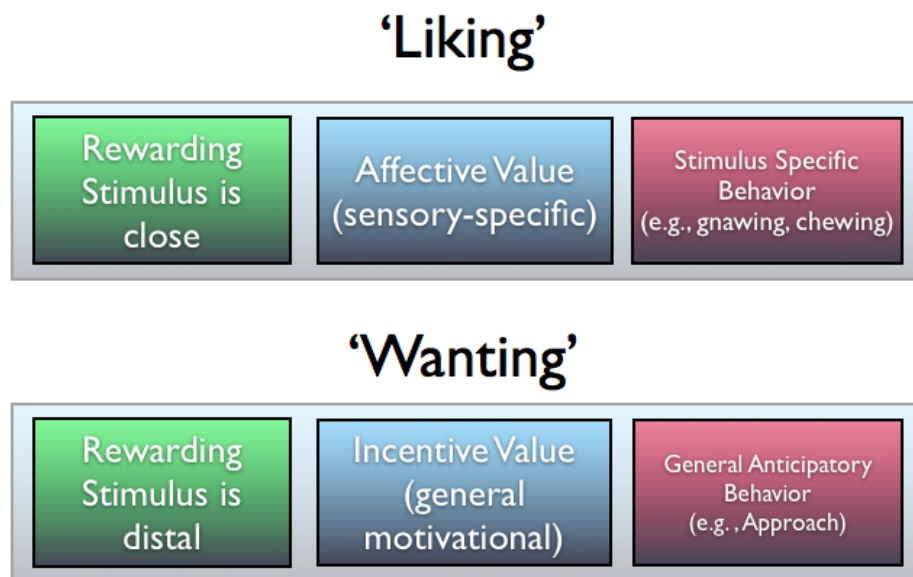 ‘Liking’
Rewarding
Stimulus is
close
Affective Value
(sensory-specific)
Stimulus Specific
Behavior
(e.g., gnawing, chewing)
‘Wanting’
Rewarding
Stimulus is
distal
Incentive Value
(general
motivational)
General Anticipatory
Behavior
(e.g. , Approach)